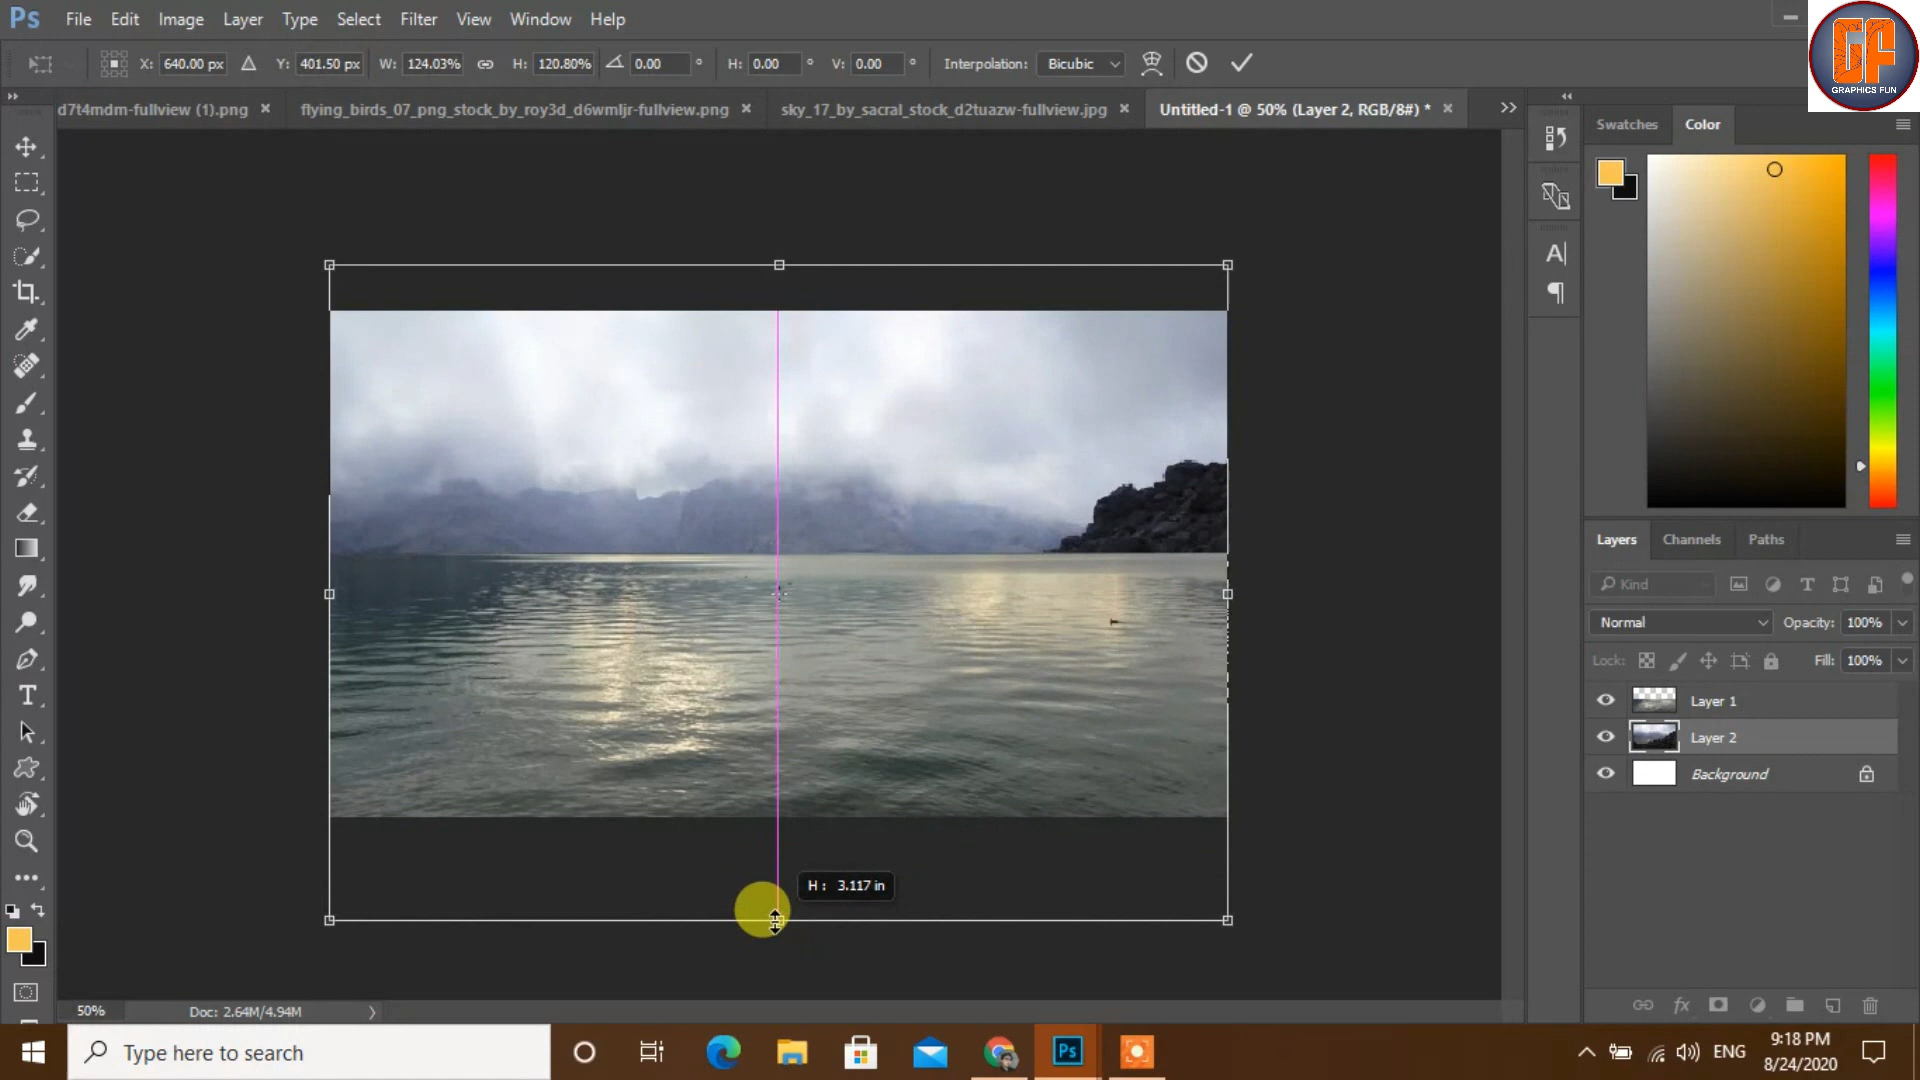 Ps File Edit Image Layer Type Select Filter View Window Help
X: 640.00 px Y: 401.50 px W: 124.03% H: 120.80% 0.00 ° H: 0.00 ° V: 0.00 ° Interpolation: Bicubic
GF
GRAPHICS FUN
d7t4mdm-fullview (1).png × flying_birds_07_png_stock_by_roy3d_d6wmljr-fullview.png × sky_17_by_sacral_stock_d2tuazw-fullview.jpg × Untitled-1 @ 50% (Layer 2, RGB/8#) * ×
Swatches Color
H: 3.117 in
Layers Channels Paths
Kind
Normal Opacity: 100%
Lock: Fill: 100%
Layer 1
Layer 2
Background
fx
50% Doc: 2.64M/4.94M
Type here to search
Ps
ENG
9:18 PM
8/24/2020